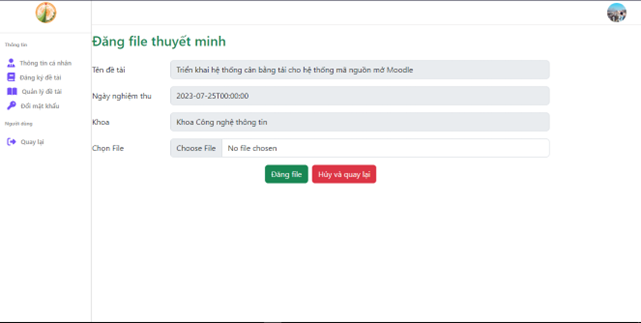 Thông tin
Thông tin cá nhân
Đăng ký đề tài
Quản lý đề tài
Đổi mật khẩu
Người dùng
Quay lại
Đăng file thuyết minh
Tên đề tài
Triển khai hệ thống cân bằng tải cho hệ thống mã nguồn mở Moodle
Ngày nghiệm thu
2023-07-25T00:00:00
Khoa
Khoa Công nghệ thông tin
Chọn File
Choose File No file chosen
Đăng file
Hủy và quay lại